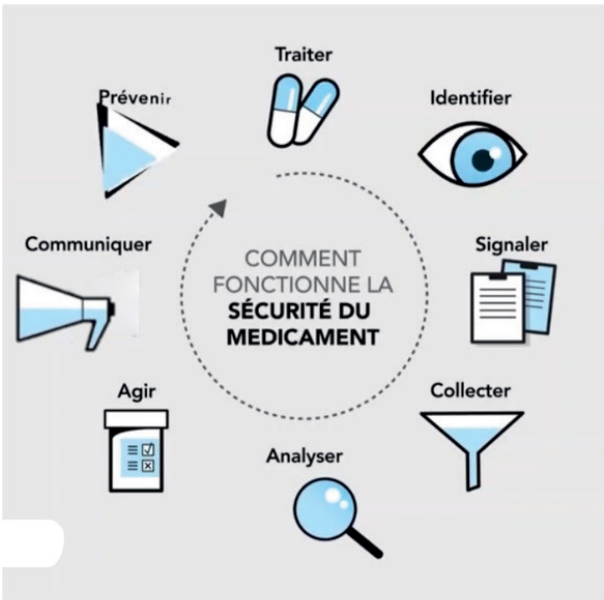 Traiter
Identifier
Signaler
Collecter
Analyser
Agir
Communiquer
Prévenir
COMMENT
FONCTIONNE LA
SÉCURITÉ DU
MEDICAMENT